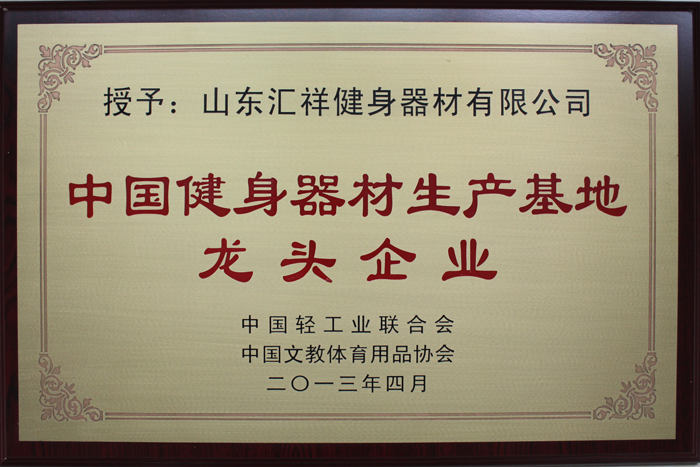 授予：山东汇祥健身器材有限公司
中国健身器材生产基地
龙头企业
中国轻工业联合会
中国文教体育用品协会
二〇一三年四月